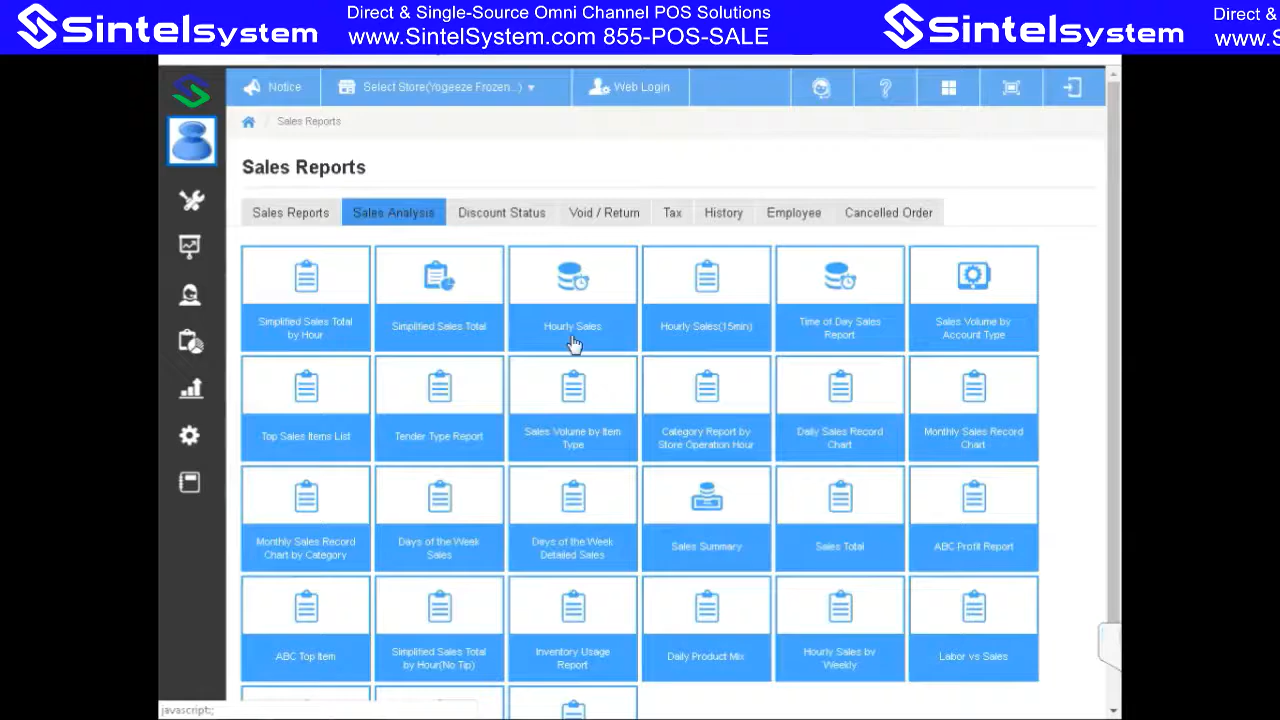 Sintelsystem
Direct & Single-Source Omni Channel POS Solutions
www.SintelSystem.com 855-POS-SALE
Sintelsystem
Direct &
www.S
Notice
Select Store(Yogeeze Frozen...)
Web Login
?
Sales Reports
Sales Reports
Sales Reports
Sales Analysis
Discount Status
Void / Return
Tax
History
Employee
Cancelled Order
Simplified Sales Total
by Hour
Simplified Sales Total
Hourly Sales
Hourly Sales(15min)
Time of Day Sales
Report
Sales Volume by
Account Type
Top Sales Items List
Tender Type Report
Sales Volume by Item
Type
Category Report by
Store Operation Hour
Daily Sales Record
Chart
Monthly Sales Record
Chart
Monthly Sales Record
Chart by Category
Days of the Week
Sales
Days of the Week
Detailed Sales
Sales Summary
Sales Total
ABC Profit Report
ABC Top Item
Simplified Sales Total
by Hour(No Tip)
Inventory Usage
Report
Daily Product Mix
Hourly Sales by
Weekly
Labor vs Sales
javascript:;